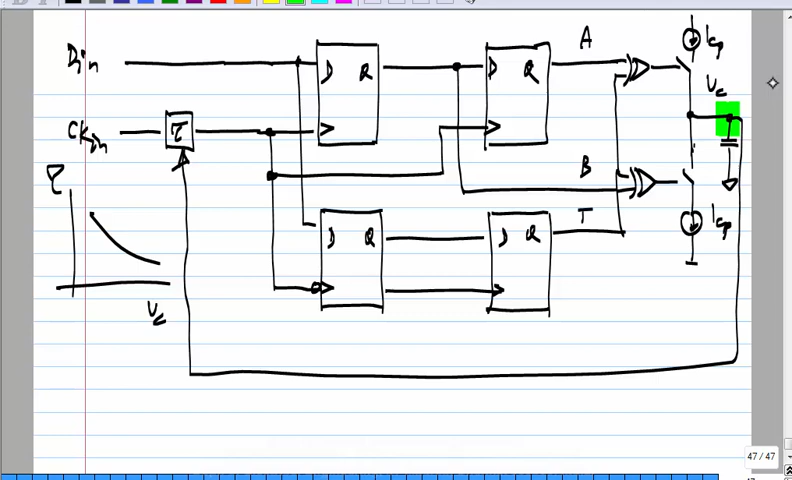 A
Icp
Din
D Q
D Q
Vc
Ckin
τ
B
Icp
τ
T
D Q
D Q
Vc
47 / 47